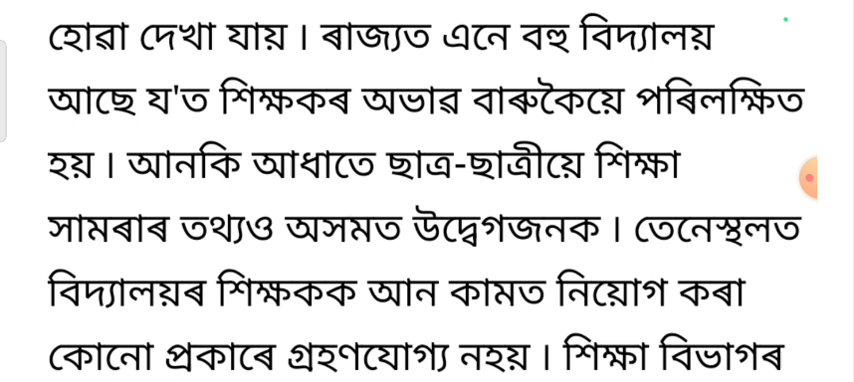 হোৱা দেখা যায় । ৰাজ্যত এনে বহু বিদ্যালয়
আছে য'ত শিক্ষকৰ অভাৱ বাৰুকৈয়ে পৰিলক্ষিত
হয় । আনকি আধাতে ছাত্ৰ-ছাত্ৰীয়ে শিক্ষা
সামৰাৰ তথ্যও অসমত উদ্বেগজনক । তেনেস্থলত
বিদ্যালয়ৰ শিক্ষকক আন কামত নিয়োগ কৰা
কোনো প্ৰকাৰে গ্ৰহণযোগ্য নহয় । শিক্ষা বিভাগৰ